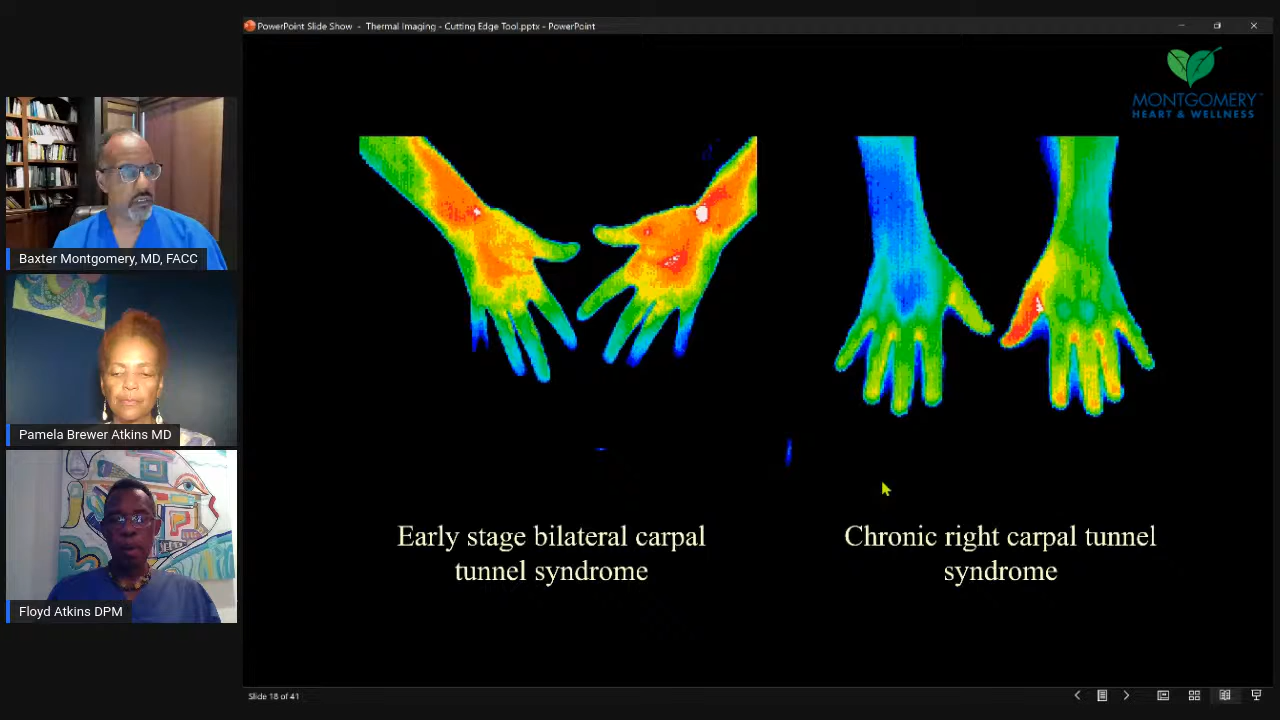 PowerPoint Slide Show - Thermal Imaging - Cutting Edge Tool.pptx - PowerPoint
MONTGOMERY™
HEART & WELLNESS
Baxter Montgomery, MD, FACC
Pamela Brewer Atkins MD
Floyd Atkins DPM
Early stage bilateral carpal
tunnel syndrome
Chronic right carpal tunnel
syndrome
Slide 18 of 41